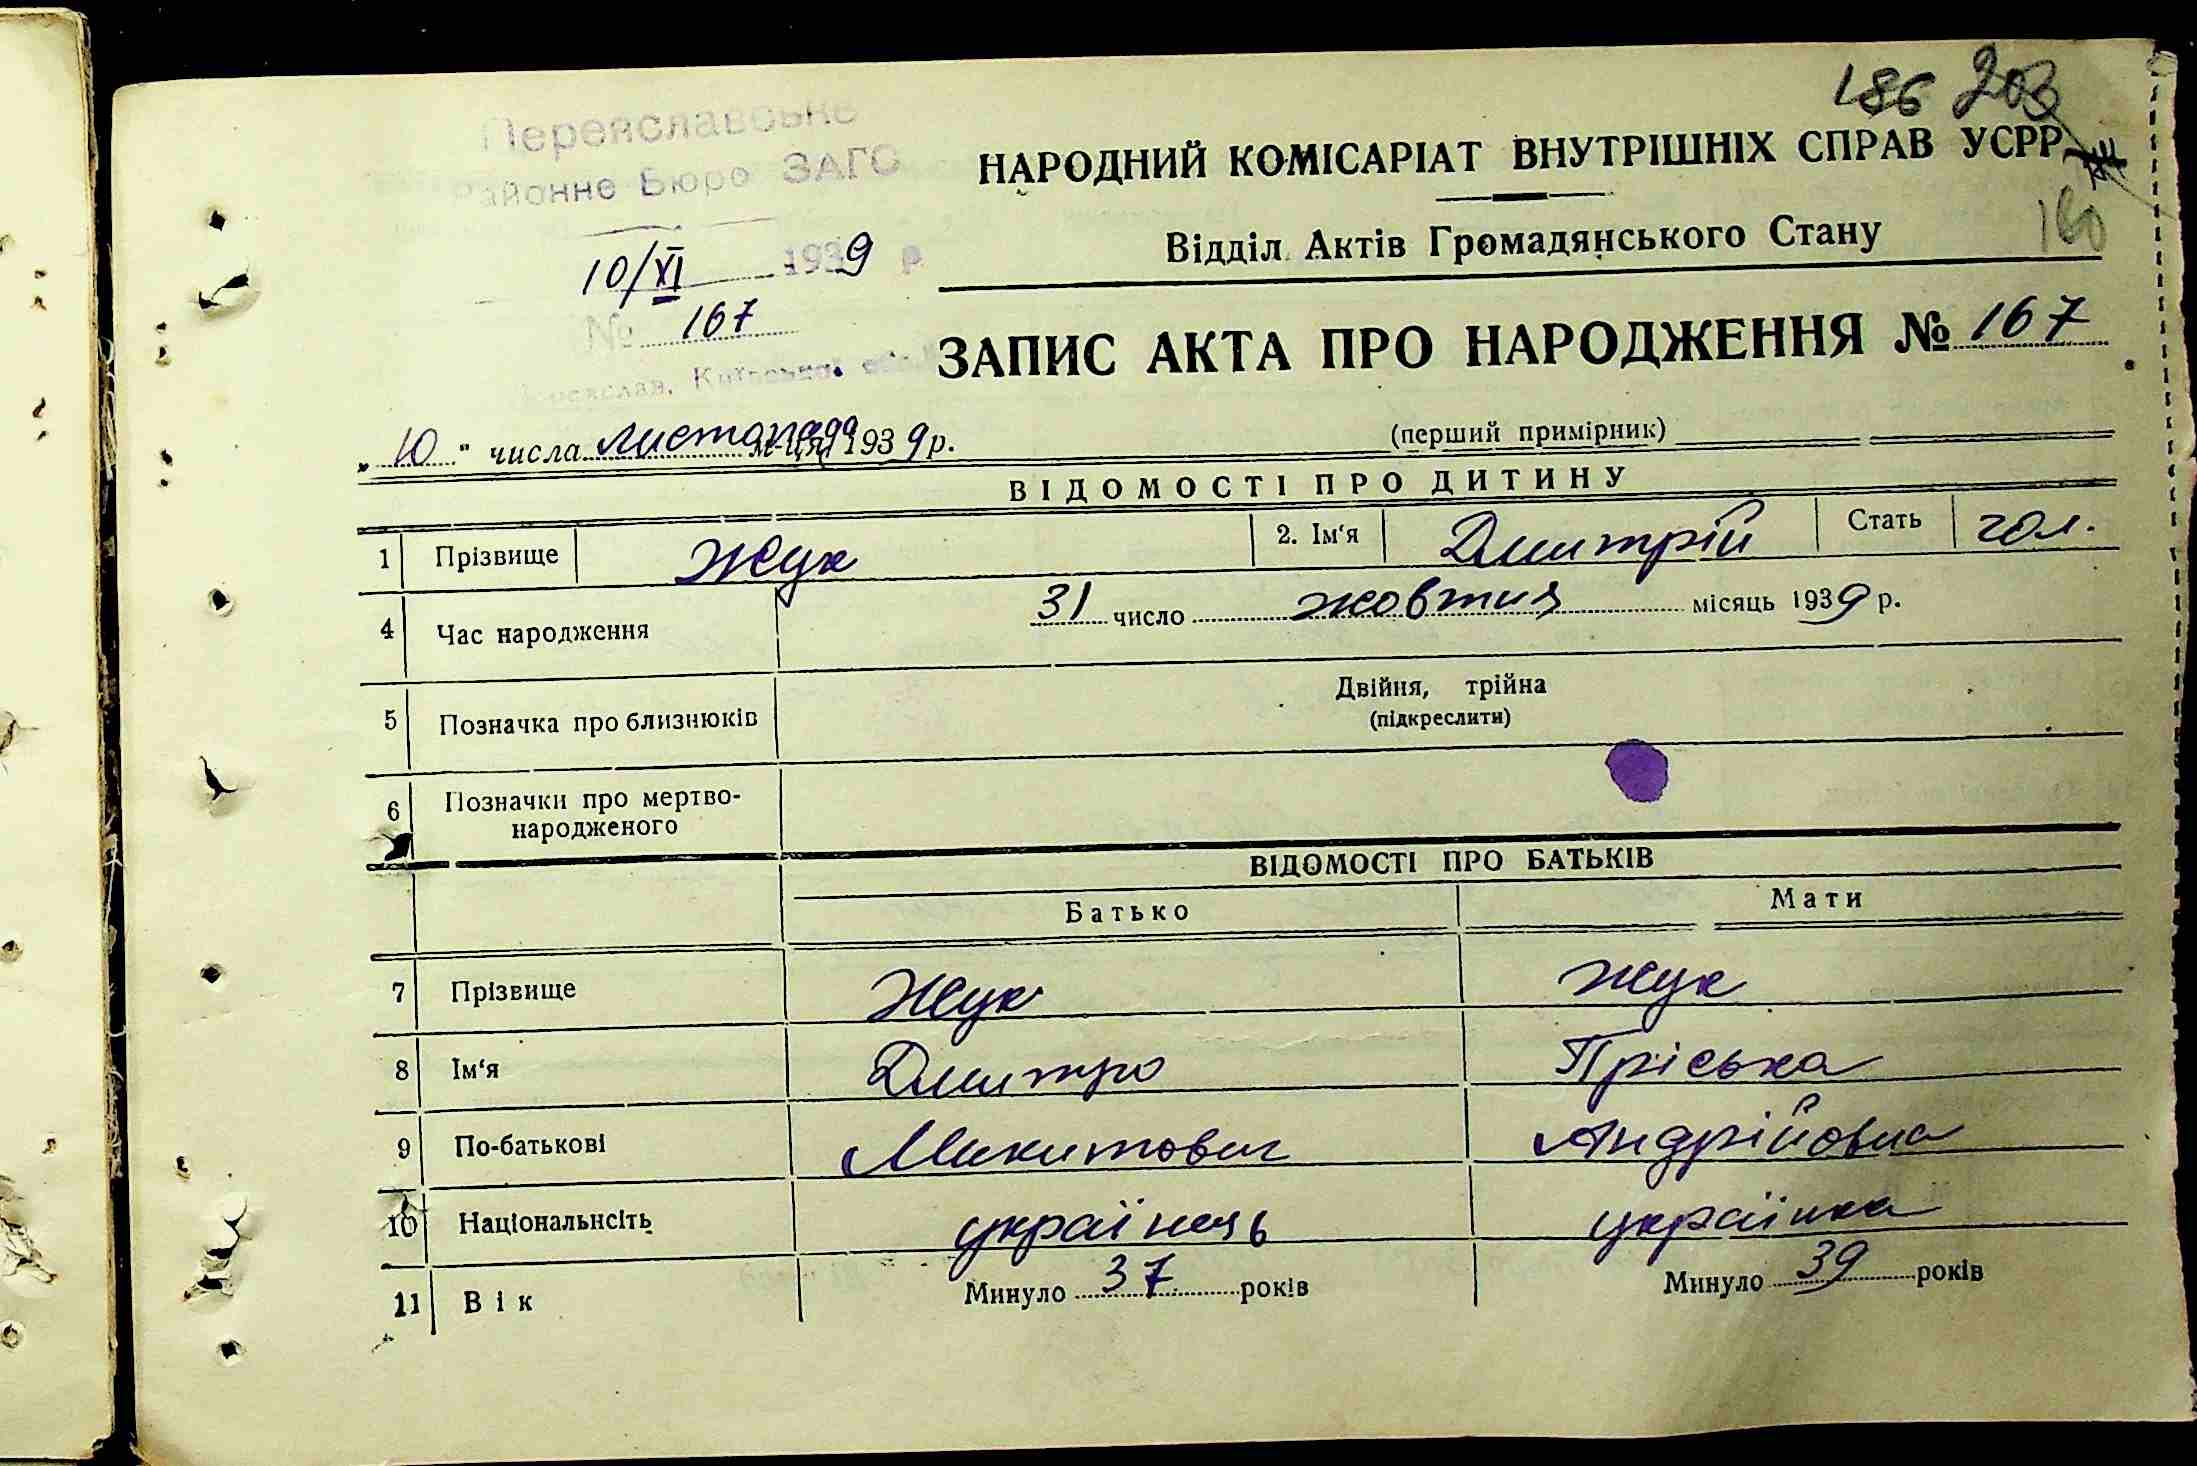 186 203
Переяславське
Районне Бюро ЗАГС
НАРОДНИЙ КОМІСАРІАТ ВНУТРІШНІХ СПРАВ УСРР
160
10/XI 1939 р
Відділ Актів Громадянського Стану
№ 167
ЗАПИС АКТА ПРО НАРОДЖЕННЯ № 167
Київської
„10" числа листопада м-ця 1939 р.
(перший примірник)
ВІДОМОСТІ ПРО ДИТИНУ
1 Прізвище Жук 2. Ім'я Дмитрій Стать чол.
4 Час народження 31 число жовтня місяць 1939 р.
5 Позначка про близнюків Двійня, трійна
(підкреслити)
6 Позначки про мертво-
народженого
ВІДОМОСТІ ПРО БАТЬКІВ
Батько Мати
7 Прізвище Жук Жук
8 Ім'я Дмитро Пріська
9 По-батькові Микитович Андрійовна
10 Національнсіть українець українка
11 Вік Минуло 37 років Минуло 39 років